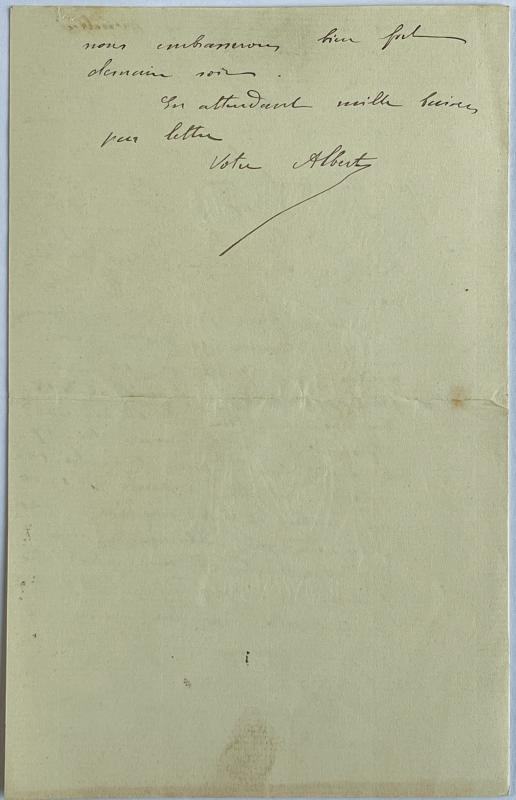 nous embrasserons bien fort
demain soir.
En attendant mille baisers
par lettre
Votre Albert